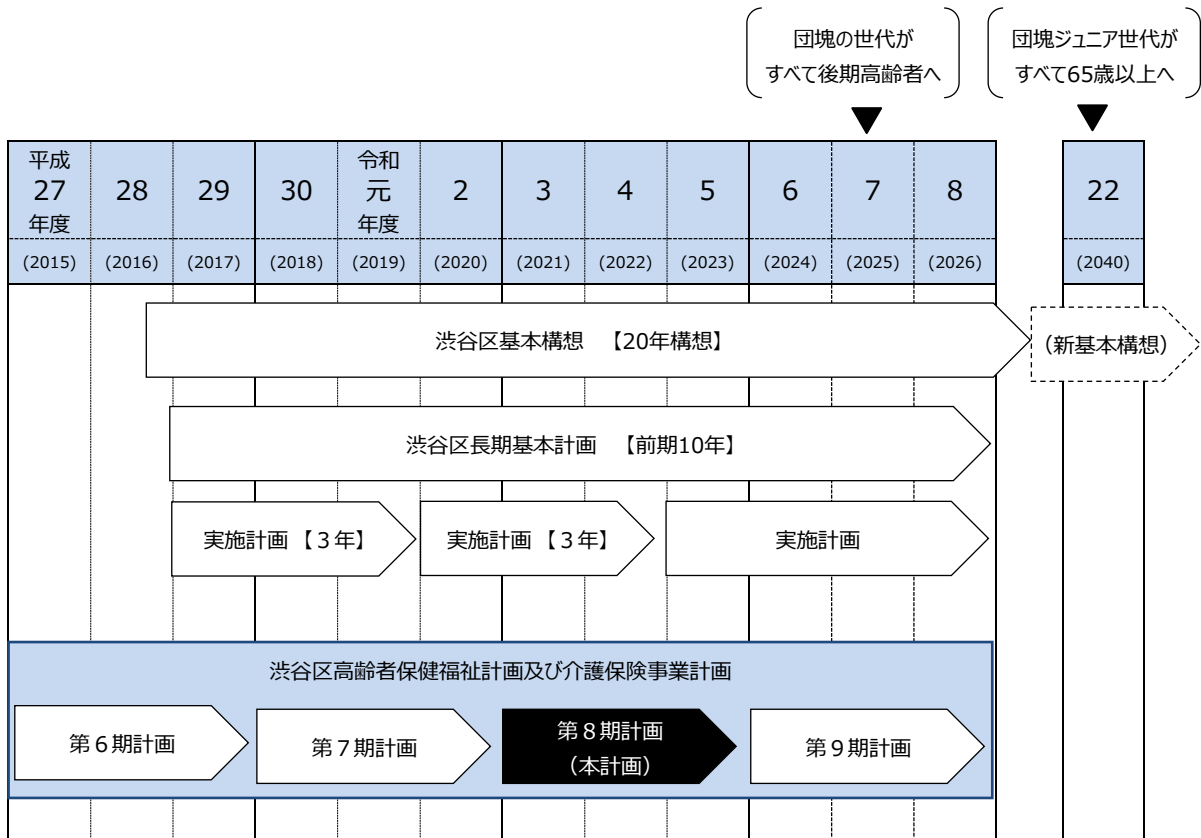 団塊の世代が
すべて後期高齢者へ
団塊ジュニア世代が
すべて65歳以上へ
平成
27
年度
28
29
30
令和
元
年度
2
3
4
5
6
7
8
22
(2015)
(2016)
(2017)
(2018)
(2019)
(2020)
(2021)
(2022)
(2023)
(2024)
(2025)
(2026)
(2040)
渋谷区基本構想 【20年構想】
(新基本構想)
渋谷区長期基本計画 【前期10年】
実施計画【3年】
実施計画【3年】
実施計画
渋谷区高齢者保健福祉計画及び介護保険事業計画
第6期計画
第7期計画
第8期計画
(本計画)
第9期計画